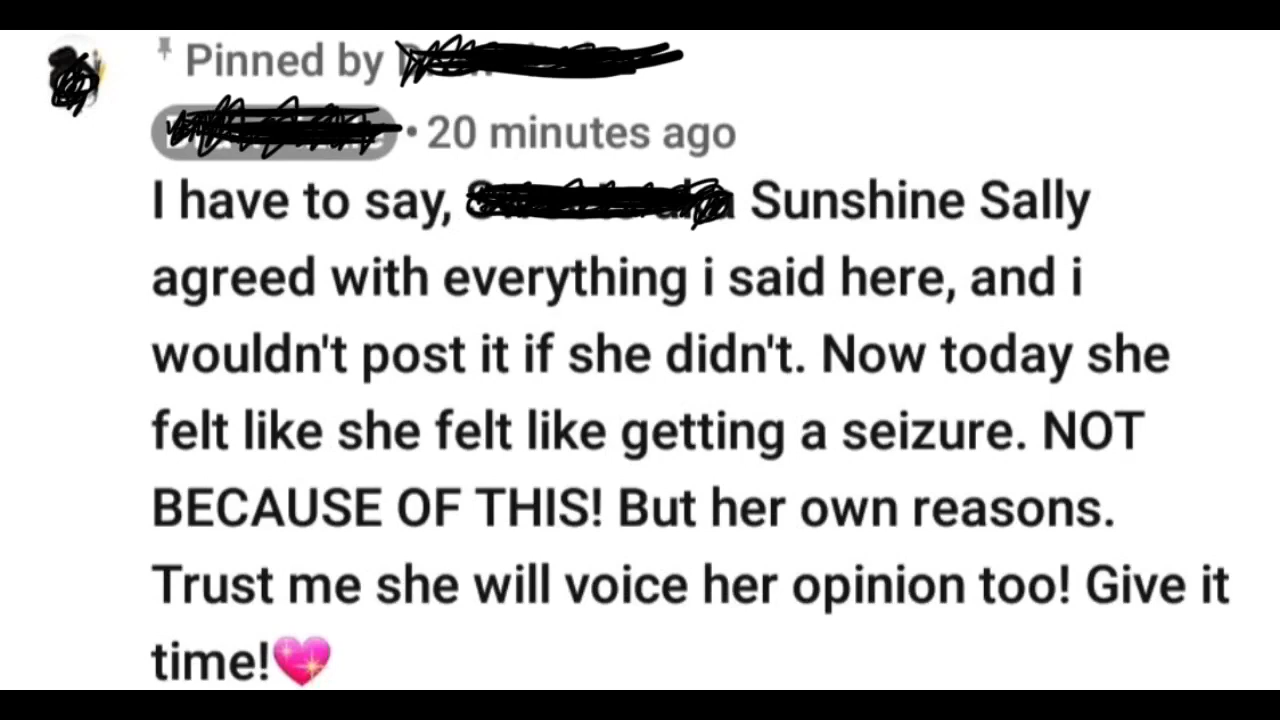 Pinned by
• 20 minutes ago
I have to say, Sunshine Sally
agreed with everything i said here, and i
wouldn't post it if she didn't. Now today she
felt like she felt like getting a seizure. NOT
BECAUSE OF THIS! But her own reasons.
Trust me she will voice her opinion too! Give it
time!💖